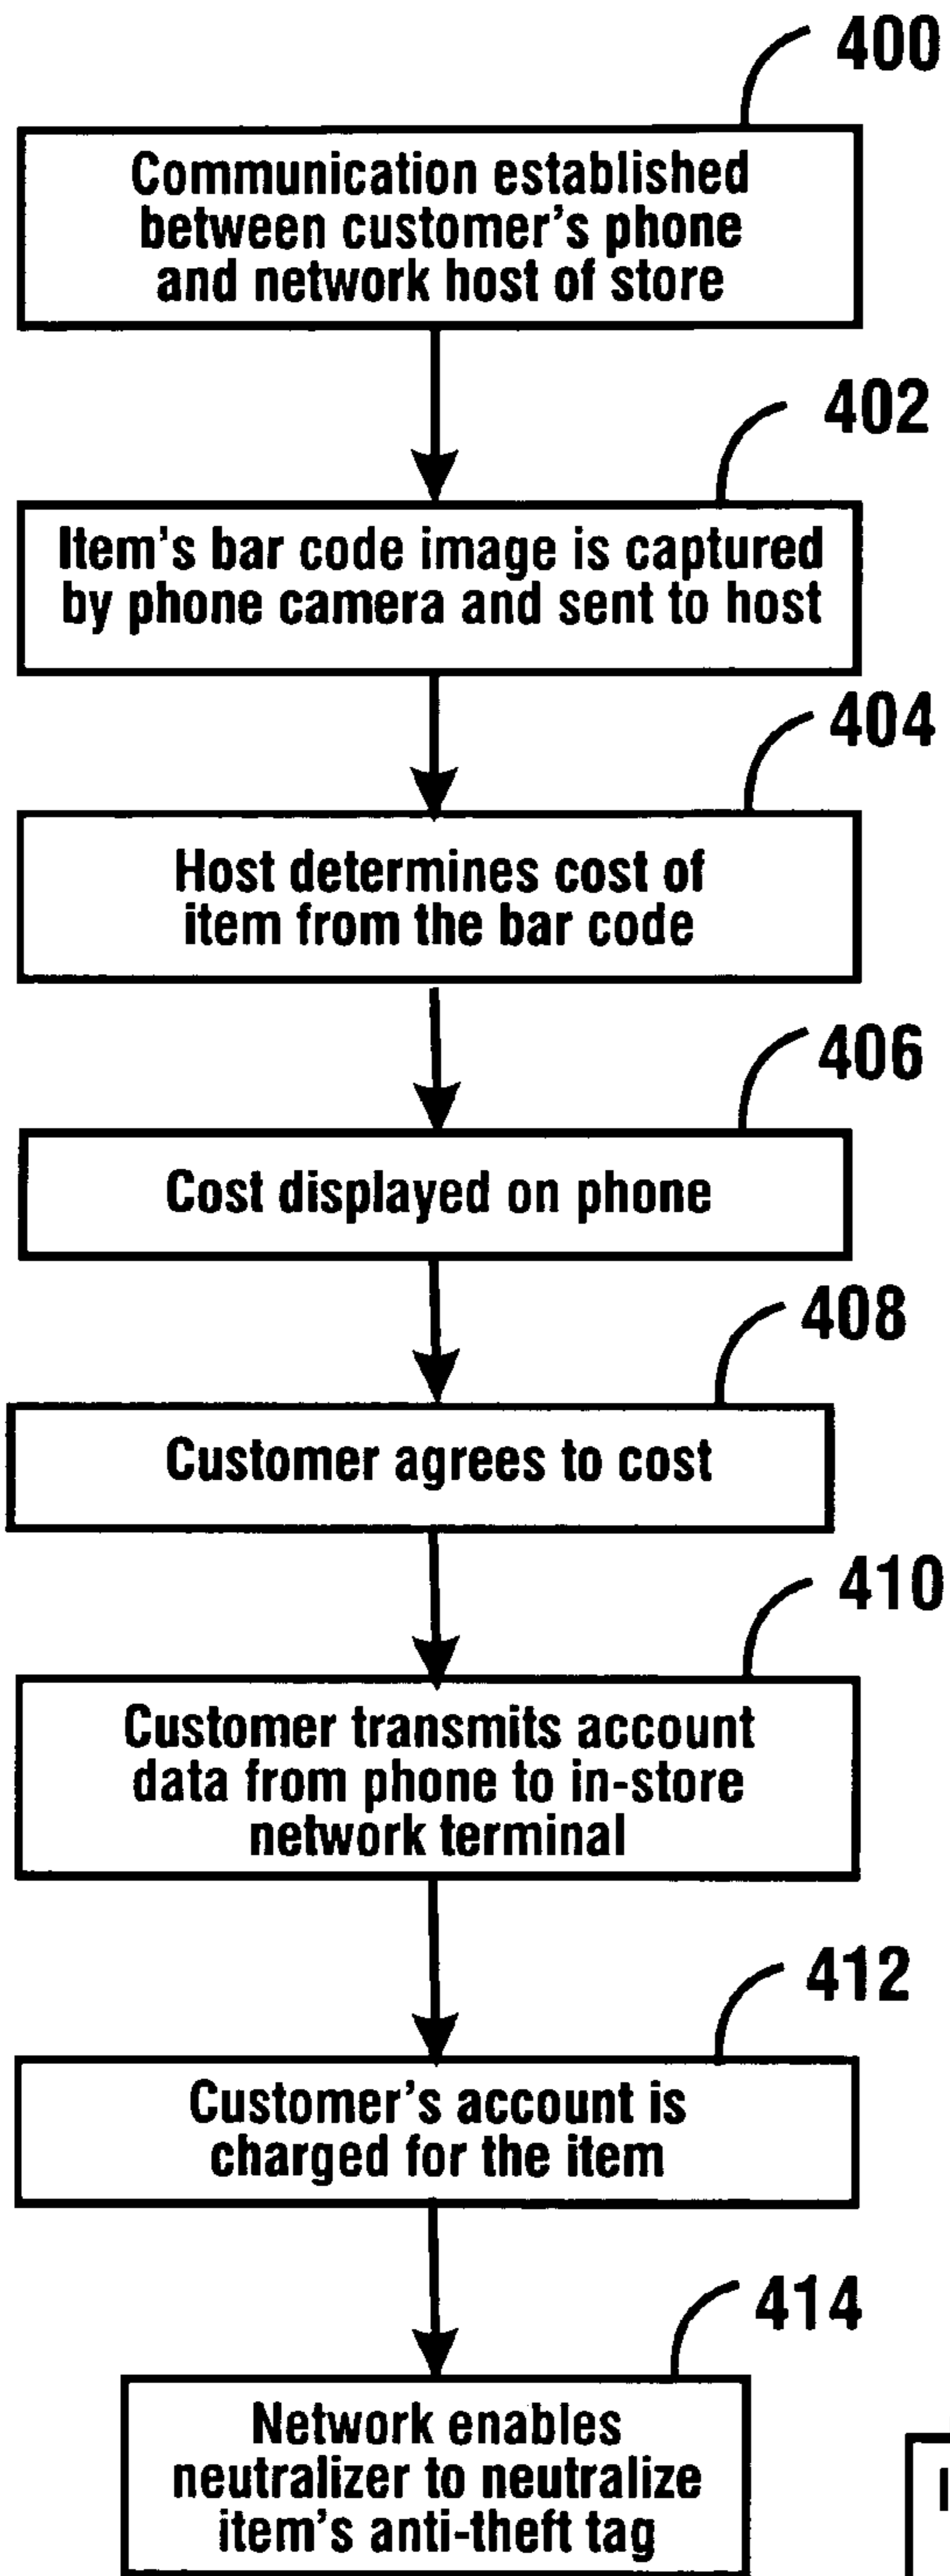 400
Communication established
between customer's phone
and network host of store
402
Item's bar code image is captured
by phone camera and sent to host
404
Host determines cost of
item from the bar code
406
Cost displayed on phone
408
Customer agrees to cost
410
Customer transmits account
data from phone to in-store
network terminal
412
Customer's account is
charged for the item
414
Network enables
neutralizer to neutralize
item's anti-theft tag